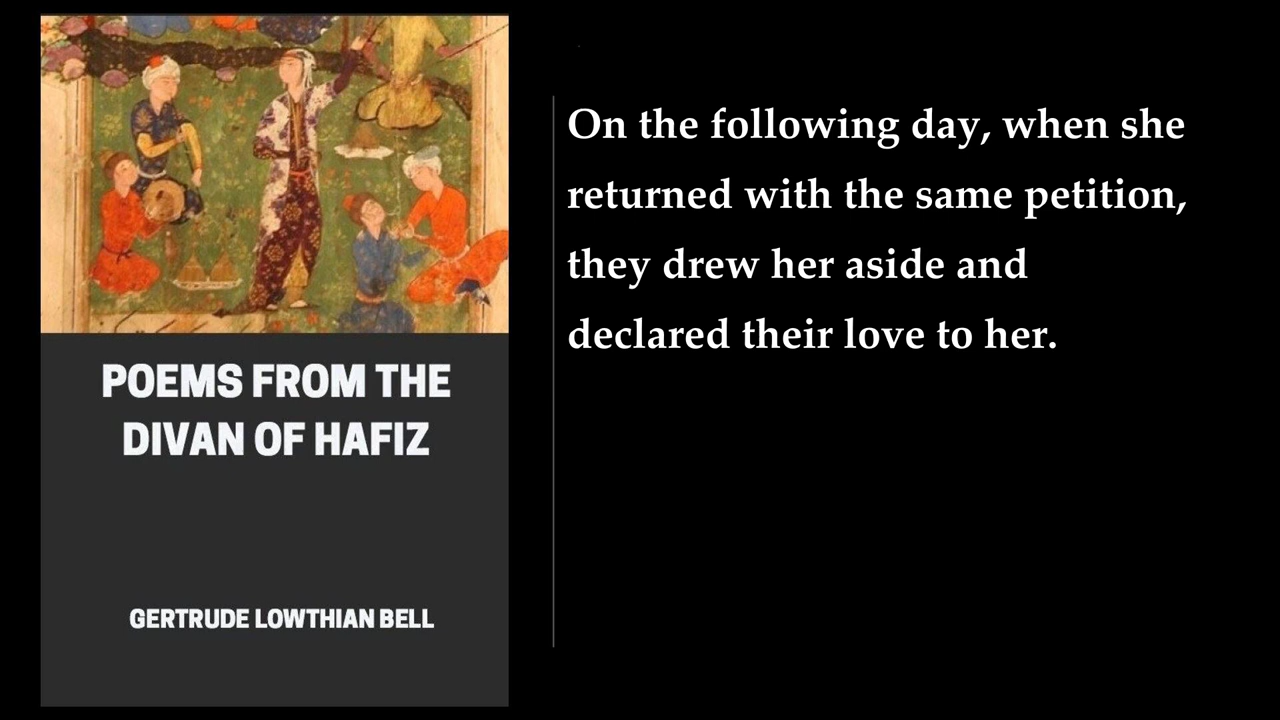 POEMS FROM THE
DIVAN OF HAFIZ
GERTRUDE LOWTHIAN BELL
On the following day, when she
returned with the same petition,
they drew her aside and
declared their love to her.